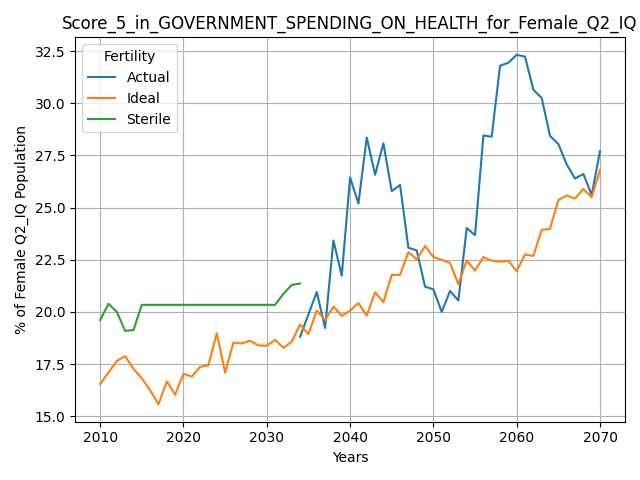 Score_5_in_GOVERNMENT_SPENDING_ON_HEALTH_for_Female_Q2_IQ
Fertility
Actual
Ideal
Sterile
% of Female Q2_IQ Population
32.5
30.0
27.5
25.0
22.5
20.0
17.5
15.0
2010 2020 2030 2040 2050 2060 2070
Years